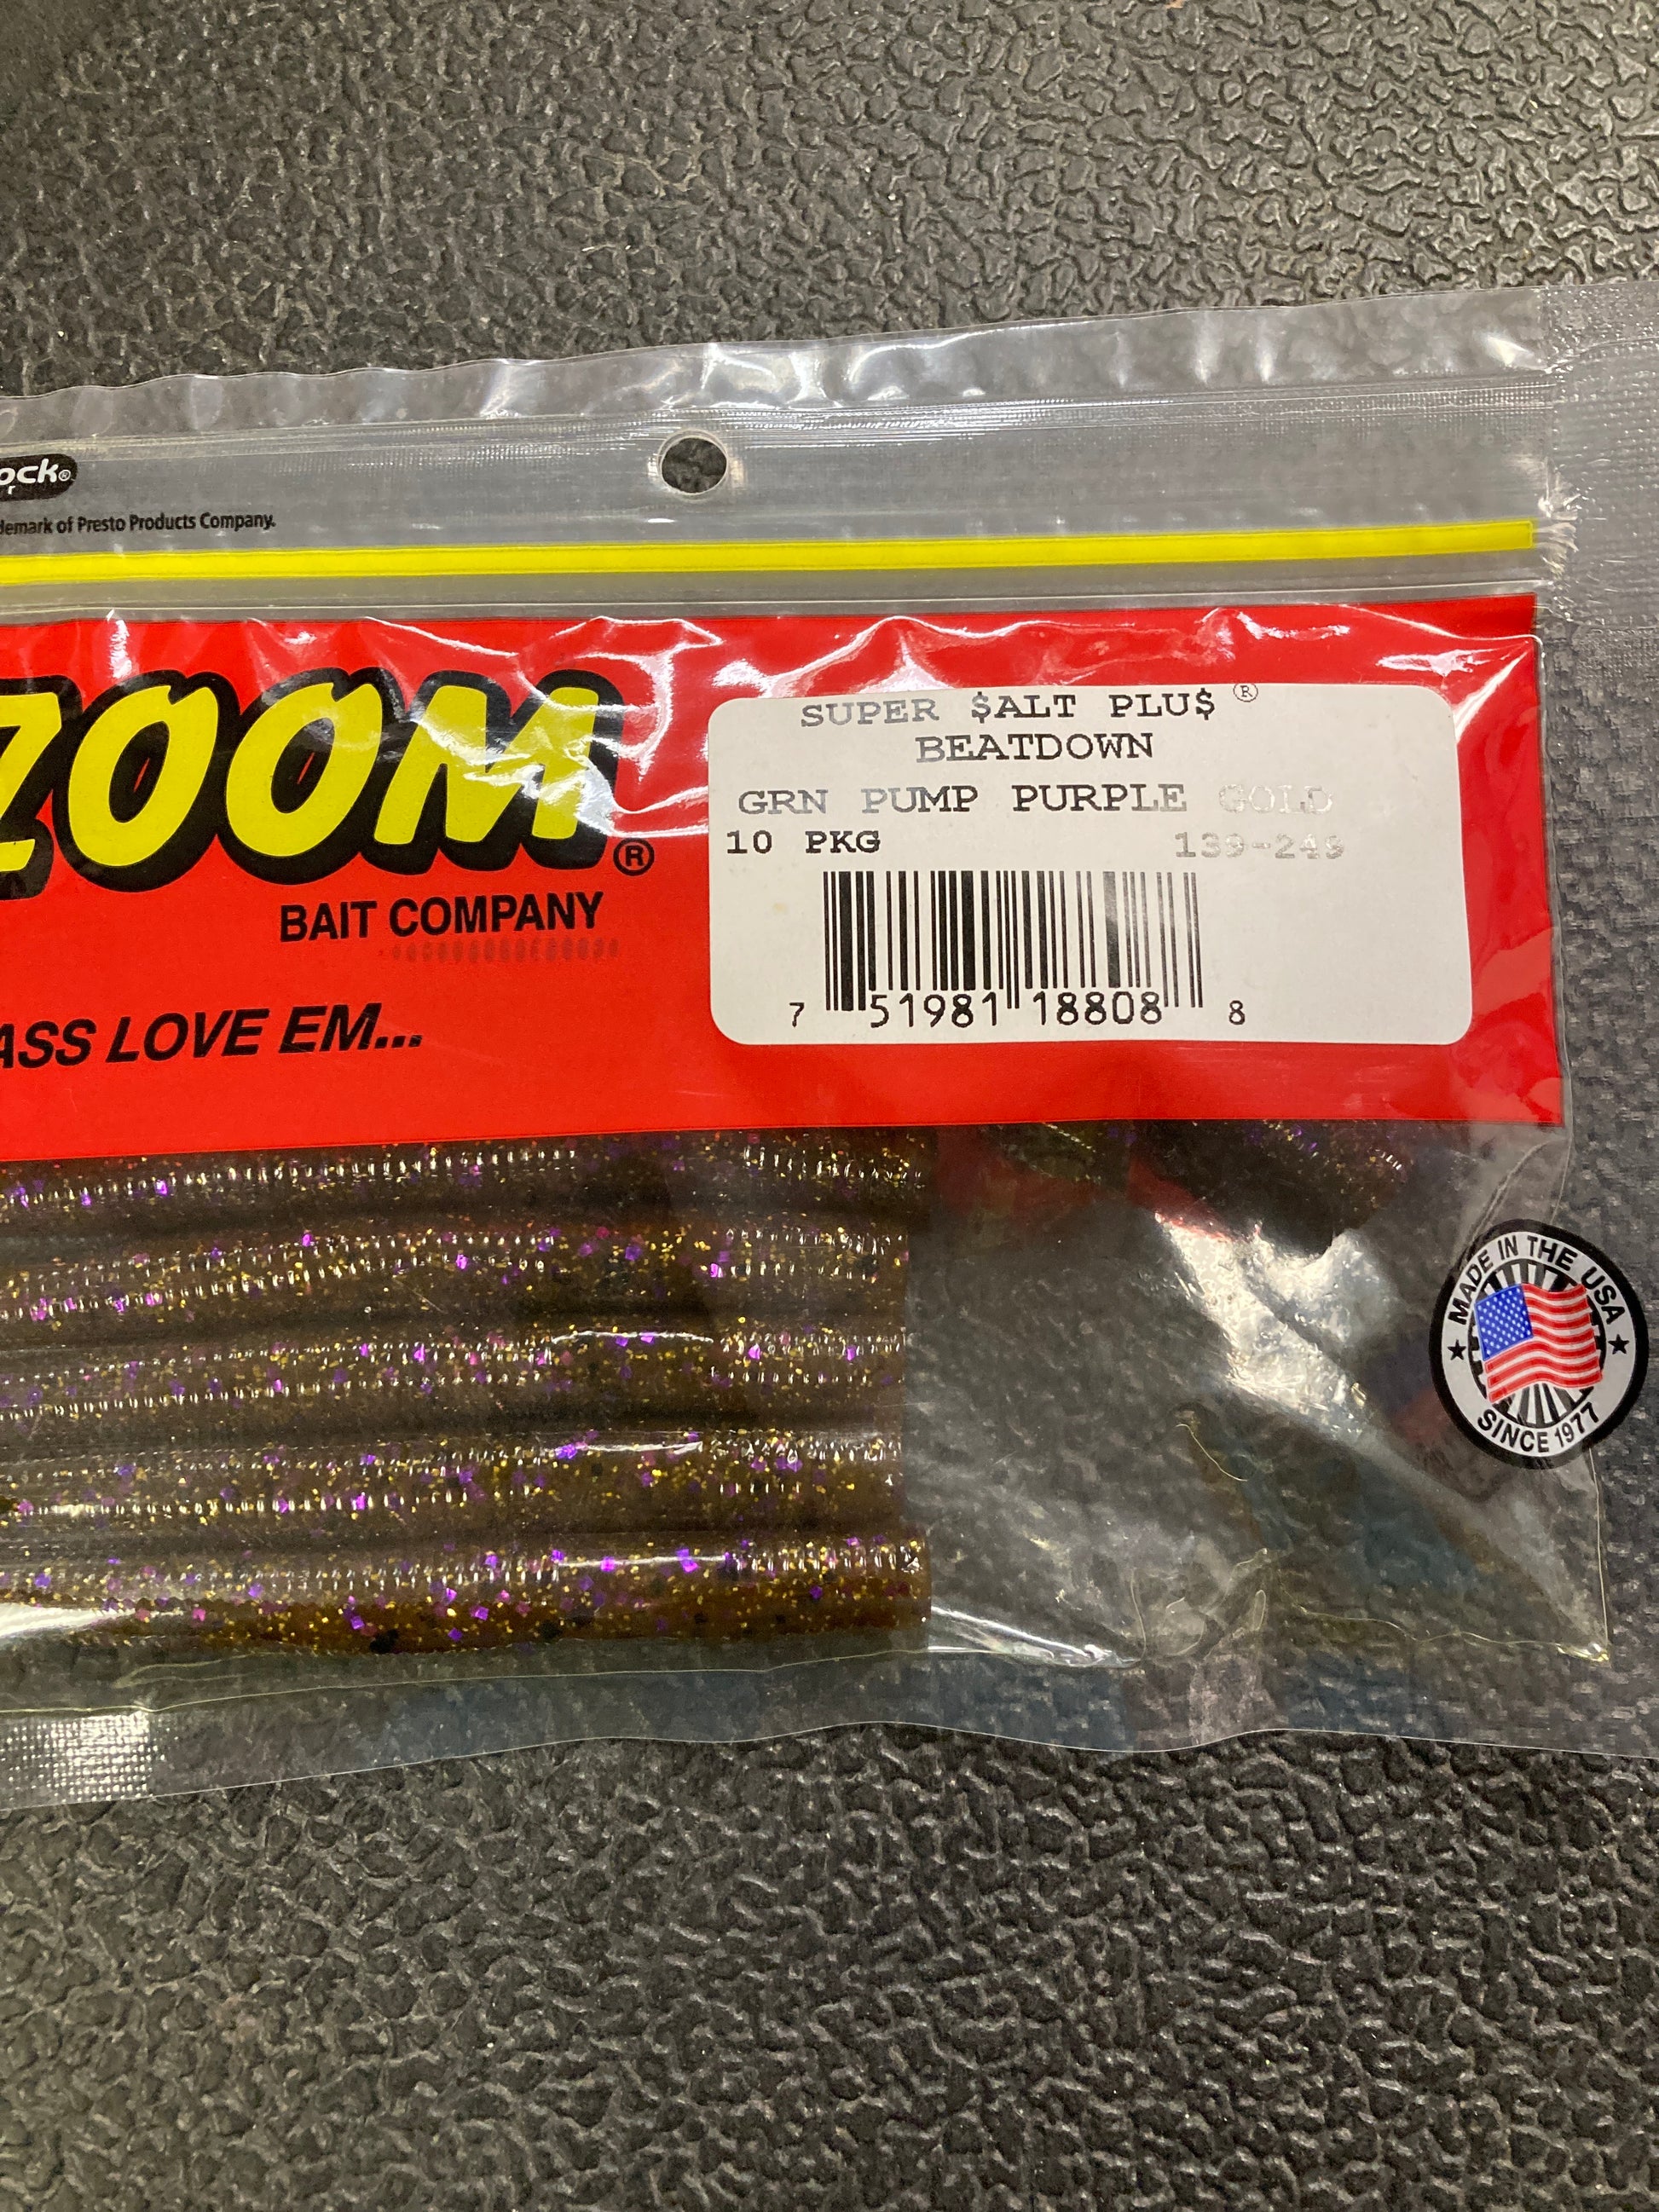 ock®
r
demark of Presto Products Company.
ZOOM®
BAIT COMPANY
ASS LOVE EM...
SUPER $ALT PLU$ ®
BEATDOWN
GRN PUMP PURPLE GOLD
10 PKG 139-249
7 51981 18808 8
MADE IN THE USA
SINCE 1977